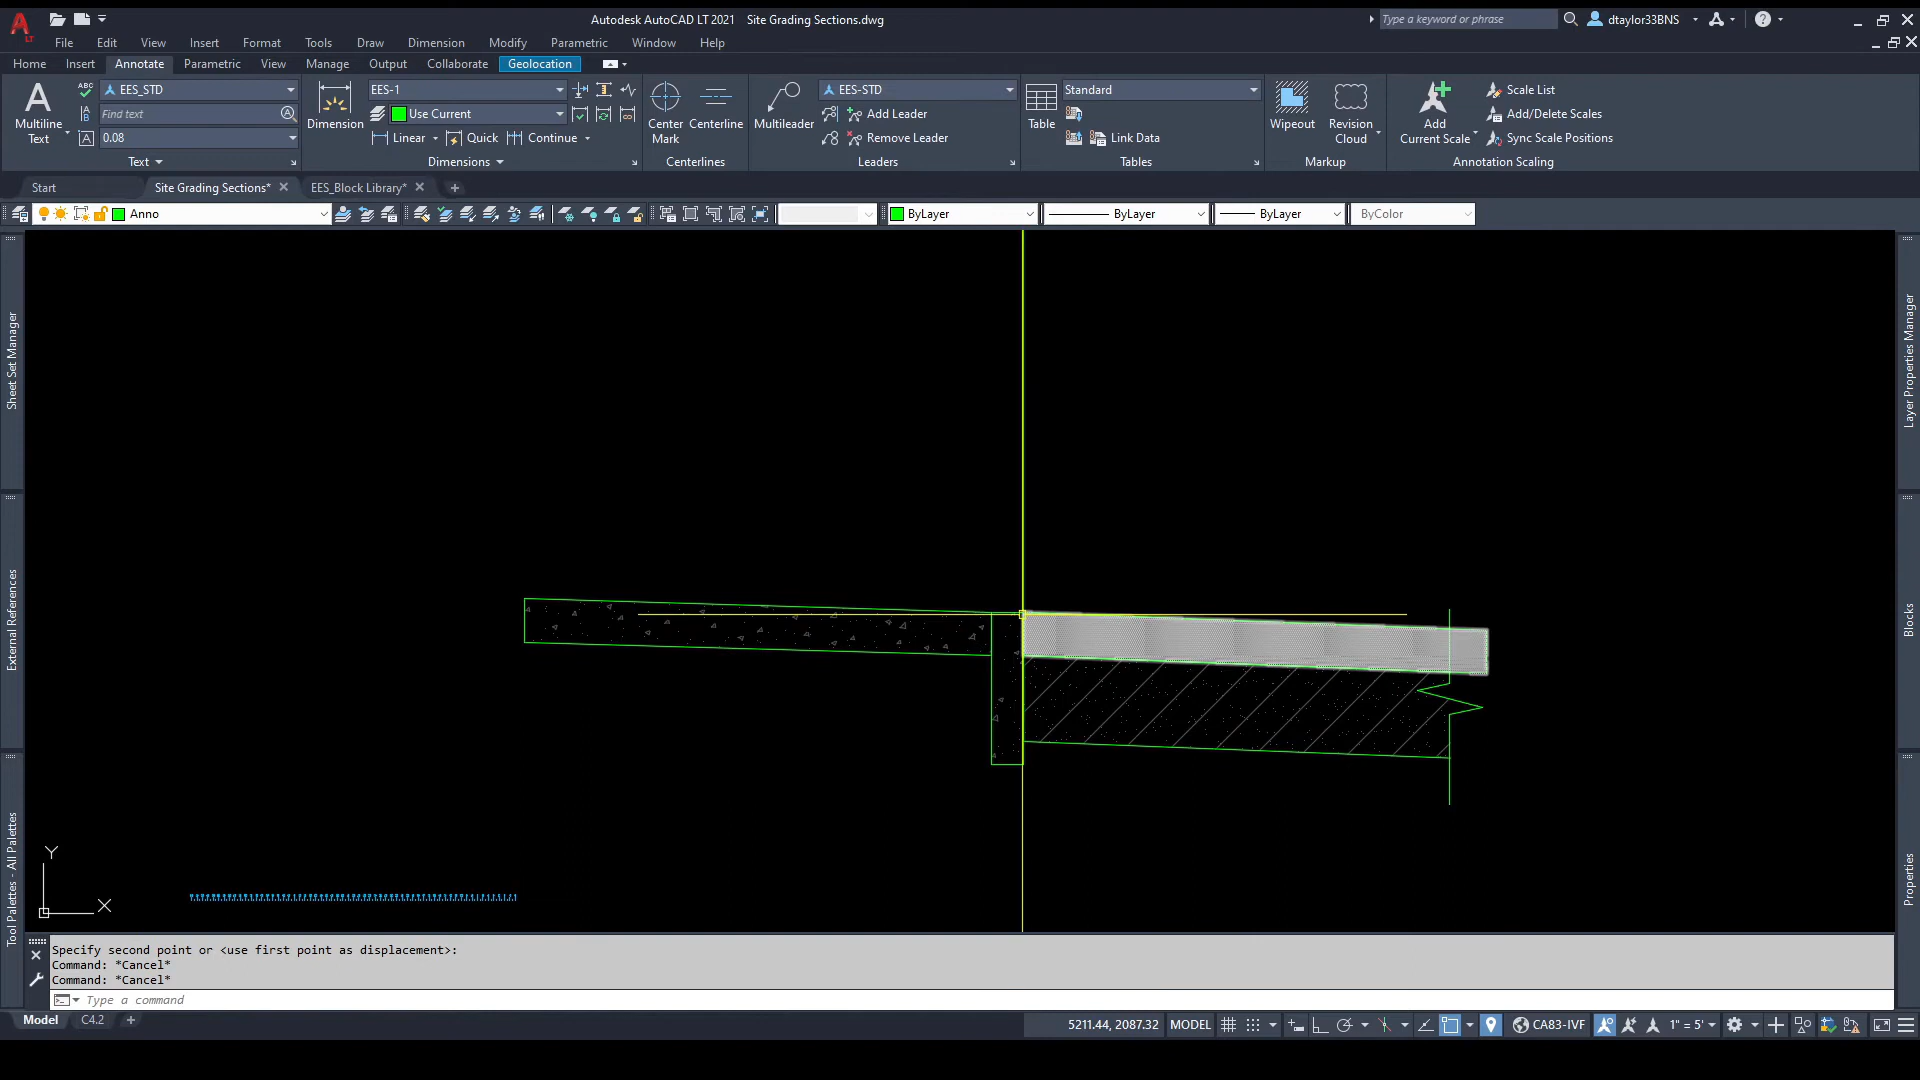 Autodesk AutoCAD LT 2021 Site Grading Sections.dwg
Type a keyword or phrase
dtaylor33BNS
LT
File Edit View Insert Format Tools Draw Dimension Modify Parametric Window Help
Home Insert Annotate Parametric View Manage Output Collaborate Geolocation
Multiline Text
ABC
EES_STD
Find text
0.08
Text
Dimension
EES-1
Use Current
Linear Quick Continue
Dimensions
Center Mark
Centerline
Centerlines
Multileader
EES-STD
Add Leader
Remove Leader
Leaders
Table
Standard
Link Data
Tables
Wipeout
Revision Cloud
Markup
Add Current Scale
Scale List
Add/Delete Scales
Sync Scale Positions
Annotation Scaling
Start Site Grading Sections* EES_Block Library*
Anno
ByLayer ByLayer ByLayer ByColor
Sheet Set Manager
External References
Tool Palettes - All Palettes
Layer Properties Manager
Blocks
Properties
Y
X
Specify second point or <use first point as displacement>:
Command: *Cancel*
Command: *Cancel*
Type a command
Model C4.2
5211.44, 2087.32 MODEL CA83-IVF 1" = 5'